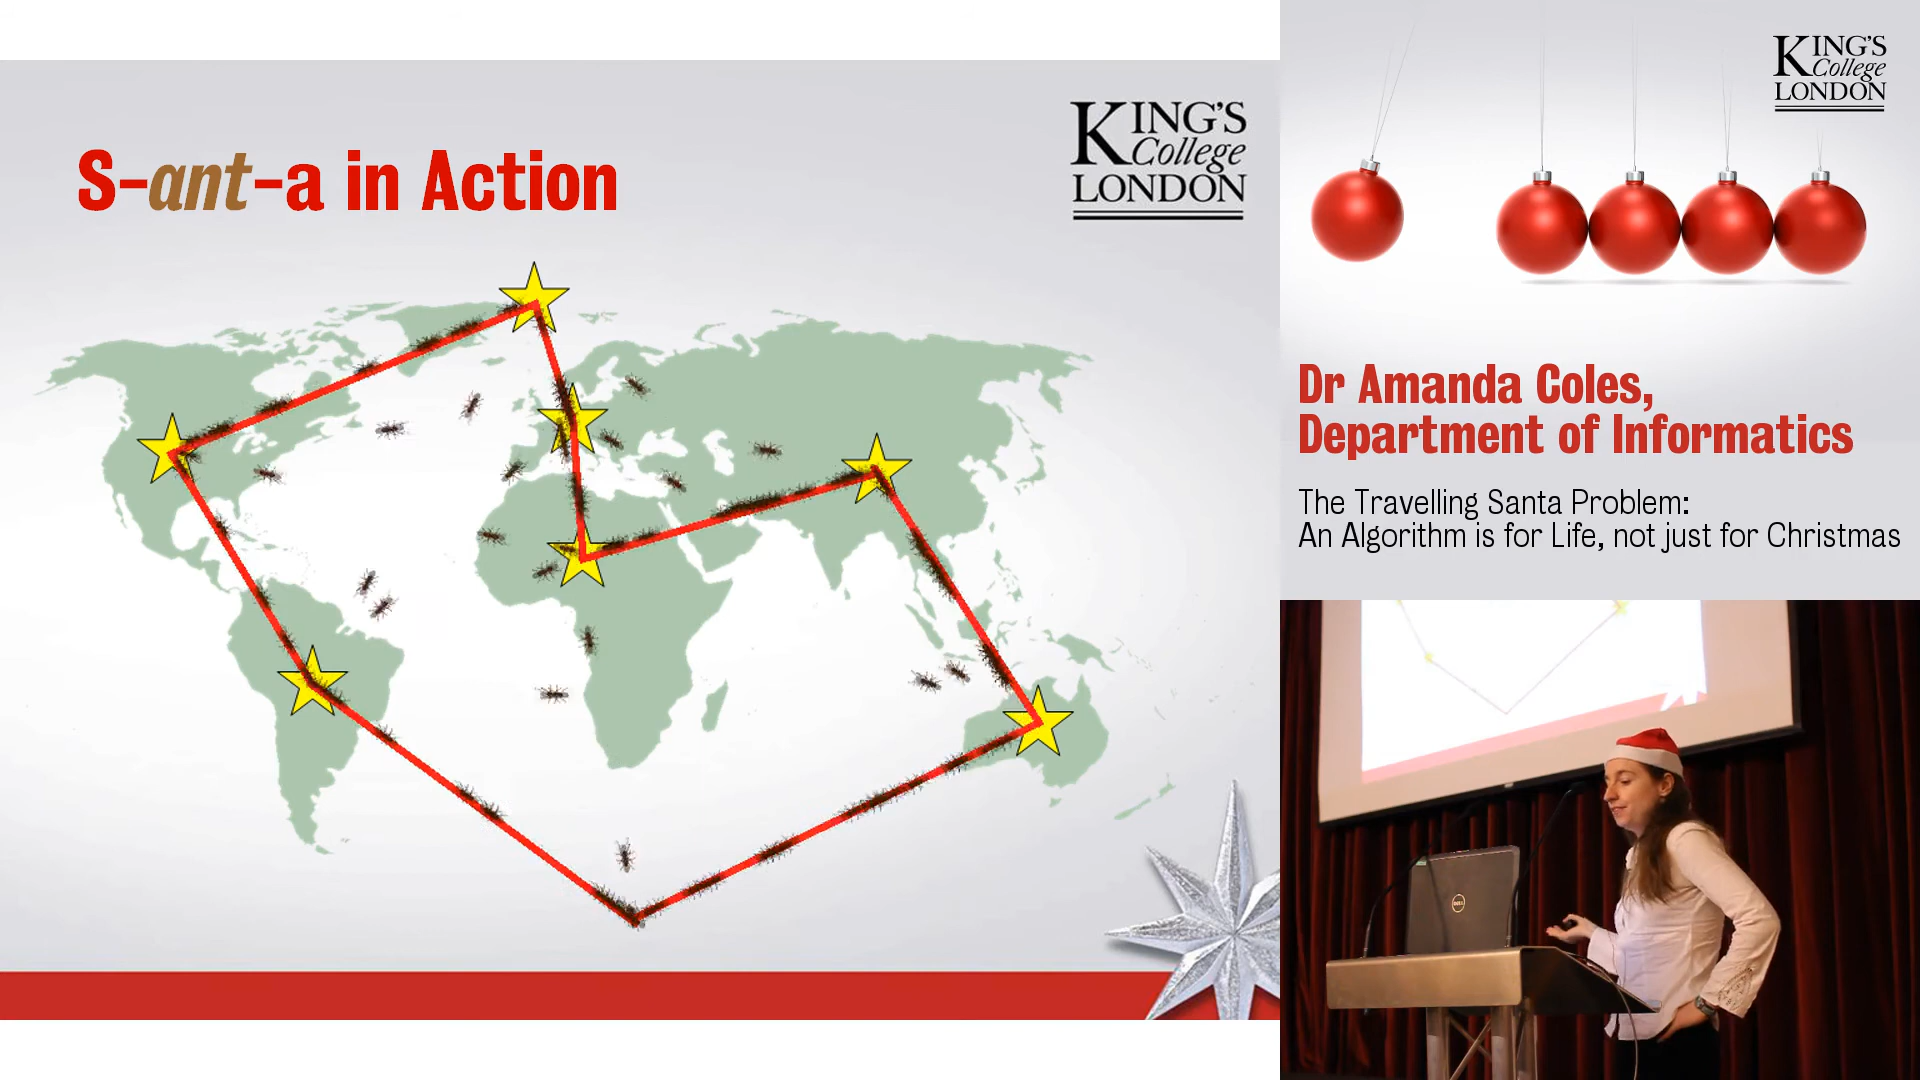 S-ant-a in Action
KING'S
College
LONDON
KING'S
College
LONDON
Dr Amanda Coles,
Department of Informatics
The Travelling Santa Problem:
An Algorithm is for Life, not just for Christmas
DELL